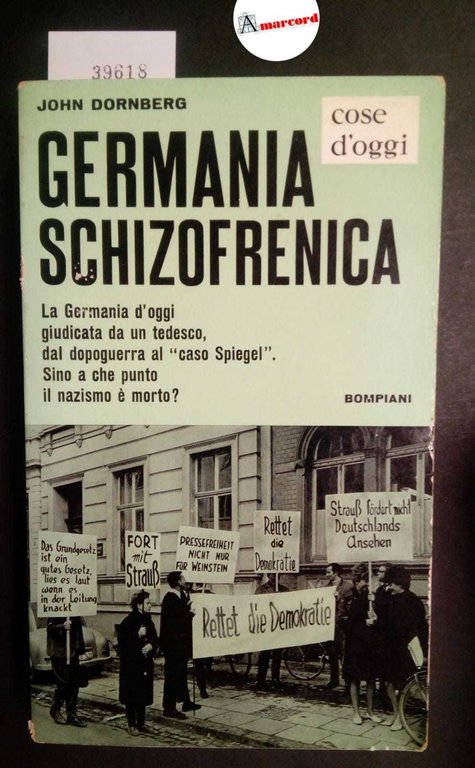 Amarcord
39618
JOHN DORNBERG
cose
d'oggi
GERMANIA
SCHIZOFRENICA
La Germania d'oggi
giudicata da un tedesco,
dal dopoguerra al "caso Spiegel".
Sino a che punto
il nazismo è morto?
BOMPIANI
Das Grundgesetz
ist ein
gutes Gesetz,
lies es laut
wenn es
in der Leitung
knackt
FORT
mit
Strauß
PRESSEFREIHEIT
NICHT NUR
FÜR WEINSTEIN
Rettet
die
Demokratie
Strauß fördert nicht
Deutschlands
Ansehen
Rettet die Demokratie